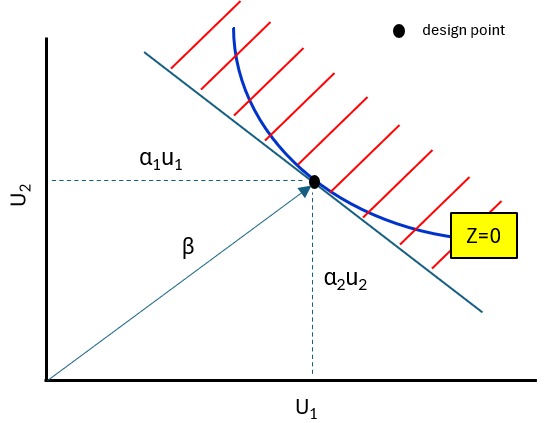 design point
α₁u₁
U₂
β
Z=0
α₂u₂
U₁